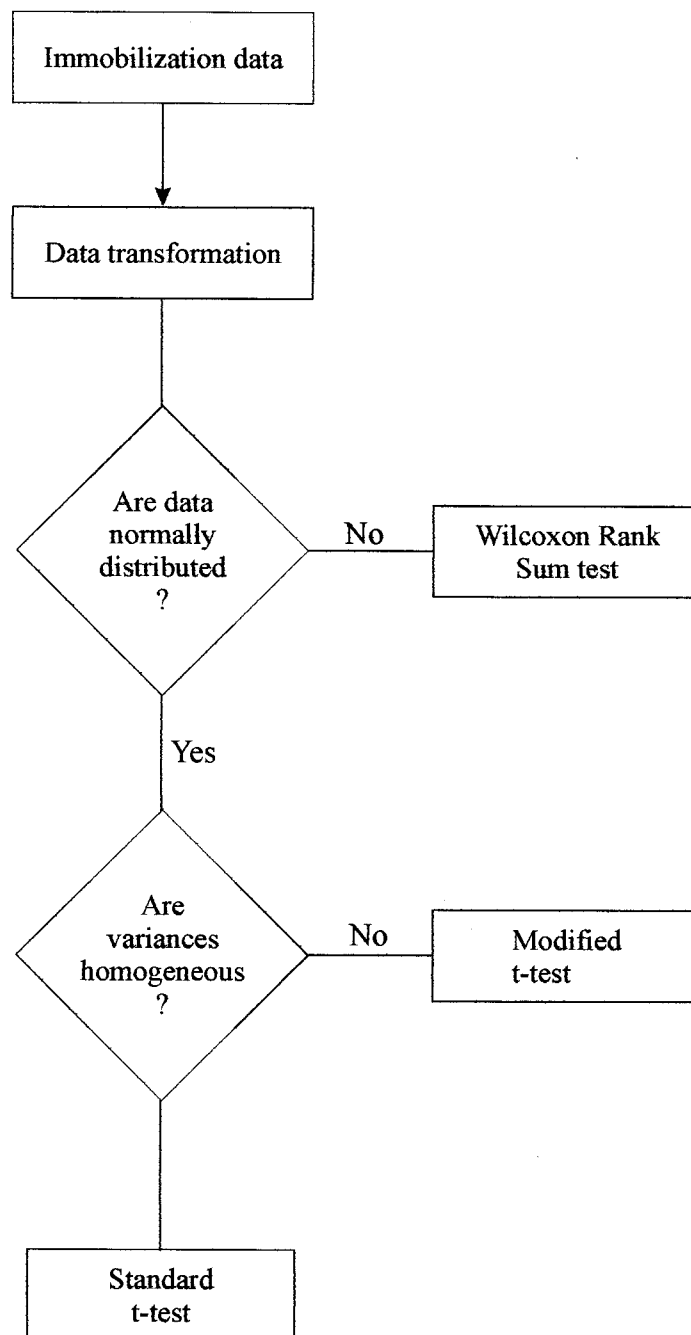 Immobilization data
Data transformation
Are data
normally
distributed
?
No
Wilcoxon Rank
Sum test
Yes
Are
variances
homogeneous
?
No
Modified
t-test
Standard
t-test